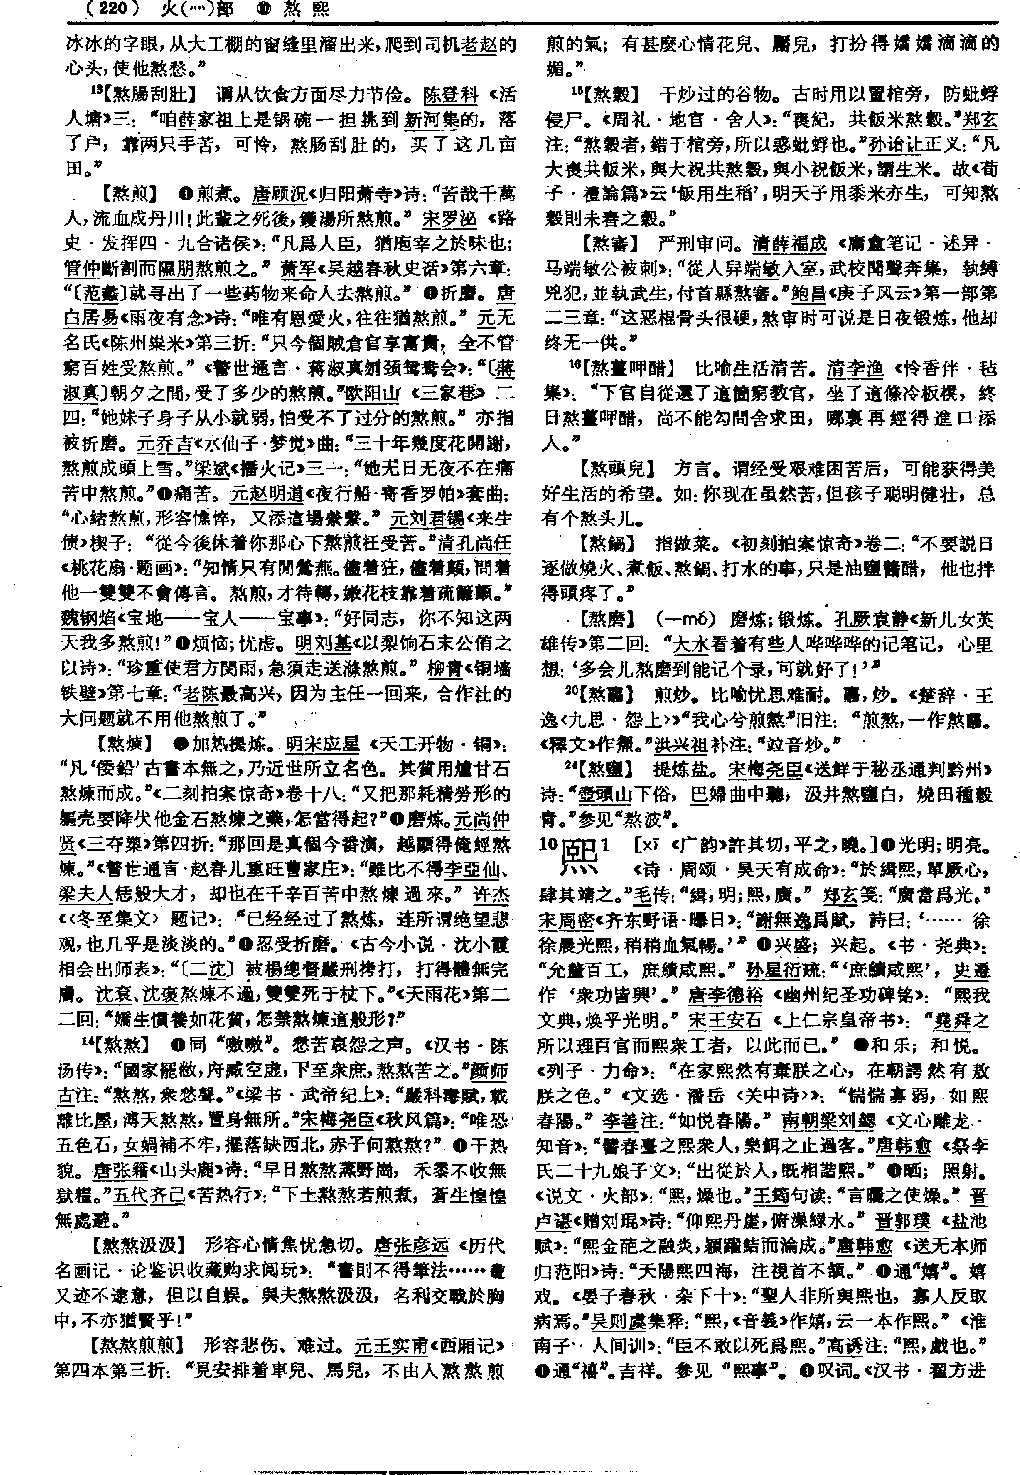 (220) 火(灬)部 ⑩ 熬 熙
冰冰的字眼，从大工棚的窗缝里溜出来，爬到司机老赵的
心头，使他熬愁。”
¹³【熬腸刮肚】 谓从饮食方面尽力节俭。陈登科《活
人塘》三：“咱薛家祖上是锅碗一担挑到新河集的，落
了户，靠两只手苦，可怜，熬肠刮肚的，买了这几亩
田。”
【熬煎】 ❶煎煮。唐顾况《归阳萧寺》诗：“苦哉千萬
人，流血成丹川！此輩之死後，鑊湯所熬煎。” 宋罗泌《路
史·发挥四·九合诸侯》：“凡爲人臣，猶庖宰之於味也；
管仲斷割而隰朋熬煎之。” 萧军《吴越春秋史话》第六章：
“〔范蠡〕就寻出了一些药物来命人去熬煎。” ❷折磨。唐
白居易《雨夜有念》诗：“唯有恩愛火，往往猶熬煎。” 元无
名氏《陈州粜米》第三折：“只今個賊倉官享富貴，全不管
窮百姓受熬煎。”《警世通言·蒋淑真刎颈鸳鸯会》：“〔蔣
淑真〕朝夕之間，受了多少的熬煎。”欧阳山《三家巷》二
四：“她妹子身子从小就弱，怕受不了过分的熬煎。”亦指
被折磨。元乔吉《水仙子·梦觉》曲：“三十年幾度花開謝，
熬煎成頭上雪。”梁斌《播火记》三一：“她无日无夜不在痛
苦中熬煎。”❸痛苦。元赵明道《夜行船·寄香罗帕》套曲：
“心緒熬煎，形容憔悴，又添這場縈繫。” 元刘君锡《来生
债》楔子：“從今後休着你那心下熬煎枉受苦。”清孔尚任
《桃花扇·题画》：“知情只有閒鶯燕。儘着狂，儘着顛，問着
他一雙雙不會傳言。熬煎，才待轉，嫩花枝靠着疏籬顫。”
魏钢焰《宝地——宝人——宝事》：“好同志，你不知这两
天我多熬煎！”❹烦恼；忧虑。明刘基《以梨饷石末公俏之
以诗》：“珍重使君方閔雨，急須走送滌熬煎。” 柳青《铜墙
铁壁》第七章：“老陈最高兴，因为主任一回来，合作社的
大问题就不用他熬煎了。”
【熬煉】 ❶加热提炼。明宋应星《天工开物·铜》：
“凡‘倭鉛’古書本無之，乃近世所立名色。其質用爐甘石
熬煉而成。”《二刻拍案惊奇》卷十八：“又把那耗精勞形的
軀壳要降伏他金石熬煉之藥，怎當得起？”❷磨炼。元尚仲
贤《三夺槊》第四折：“那回是真個今番演，越顯得俺經熬
煉。”《警世通言·赵春儿重旺曹家庄》：“雖比不得李亞仙、
梁夫人恁般大才，却也在千辛百苦中熬煉過來。” 许杰
《〈冬至集文〉题记》：“已经经过了熬炼，连所谓绝望悲
观，也几乎是淡淡的。”❸忍受折磨。《古今小说·沈小霞
相会出师表》：“〔二沈〕被楊總督嚴刑拷打，打得體無完
膚。沈衮、沈褒熬煉不過，雙雙死于杖下。”《天雨花》第二
二回：“嬌生慣養如花質，怎禁熬煉這般形？”
¹⁴【熬熬】 ❶同“嗷嗷”。愁苦哀怨之声。《汉书·陈
汤传》：“國家罷敝，府臧空虚，下至衆庶，熬熬苦之。”颜师
古注：“熬熬，衆愁聲。”《梁书·武帝纪上》：“嚴科毒賦，載
離比屋，溥天熬熬，置身無所。”宋梅尧臣《秋风篇》：“唯恐
五色石，女媧補不牢，擺落缺西北，赤子何熬熬？” ❷干热
貌。唐张籍《山头鹿》诗：“早日熬熬蒸野崗，禾黍不收無
獄糧。”五代齐己《苦热行》：“下土熬熬若煎煮，蒼生惶惶
無處避。”
【熬熬汲汲】 形容心情焦忧急切。唐张彦远《历代
名画记·论鉴识收藏购求阅玩》：“書則不得筆法……畫
又迹不逮意，但以自娱。與夫熬熬汲汲，名利交戰於胸
中，不亦猶賢乎！”
【熬熬煎煎】 形容悲伤、难过。元王实甫《西厢记》
第四本第三折：“見安排着車兒、馬兒，不由人熬熬煎
煎的氣；有甚麼心情花兒、靨兒，打扮得嬌嬌滴滴的
媚。”
¹⁵【熬穀】 干炒过的谷物。古时用以置棺旁，防蚍蜉
侵尸。《周礼·地官·舍人》：“喪紀，共飯米熬穀。”郑玄
注：“熬穀者，錯于棺旁，所以惑蚍蜉也。”孙诒让正义：“凡
大喪共飯米，與大祝共熬穀，與小祝飯米，謂生米。故《荀
子·禮論篇》云‘飯用生稻’，明天子用黍米亦生，可知熬
穀則未舂之穀。”
【熬審】 严刑审问。清薛福成《庸盦笔记·述异·
马端敏公被刺》：“從人舁端敏入室，武校聞聲奔集，執縛
兇犯，並執武生，付首縣熬審。”鲍昌《庚子风云》第一部第
二三章：“这恶棍骨头很硬，熬审时可说是日夜锻炼，他却
终无一供。”
¹⁶【熬薑呷醋】 比喻生活清苦。清李渔《怜香伴·毡
集》：“下官自從選了這箇窮教官，坐了這條冷板櫈，終
日熬薑呷醋，尚不能勾問舍求田，哪裏再經得進口添
人。”
【熬頭兒】 方言。谓经受艰难困苦后，可能获得美
好生活的希望。如：你现在虽然苦，但孩子聪明健壮，总
有个熬头儿。
【熬鍋】 指做菜。《初刻拍案惊奇》卷二：“不要說日
逐做燒火、煮飯、熬鍋、打水的事，只是油鹽醬醋，他也拌
得頭疼了。”
【熬磨】 （—mó）磨炼；锻炼。孔厥袁静《新儿女英
雄传》第二回：“大水看着有些人哗哗哗的记笔记，心里
想：‘多会儿熬磨到能记个录，可就好了！’”
²⁰【熬䵅】 煎炒。比喻忧思难耐。䵅，炒。《楚辞·王
逸〈九思·怨上〉》“我心兮煎熬”旧注：“煎熬，一作熬䵅。
《釋文》作𩱦。”洪兴祖补注：“竝音炒。”
²⁴【熬鹽】 提炼盐。宋梅尧臣《送鲜于秘丞通判黔州》
诗：“壺頭山下俗，巴婦曲中聽，汲井熬鹽白，燒田種穀
青。”参见“熬波”。
10熙1 [xī 《广韵》許其切，平之，曉。]❶光明；明亮。
《诗·周颂·昊天有成命》：“於緝熙，單厥心，
肆其靖之。”毛传：“緝，明；熙，廣。” 郑玄笺：“廣當爲光。”
宋周密《齐东野语·曝日》：“謝無逸爲賦，詩曰：‘……徐
徐晨光熙，稍稍血氣暢。’” ❷兴盛；兴起。《书·尧典》：
“允釐百工，庶績咸熙。” 孙星衍疏：“‘庶績咸熙’，史遷
作‘衆功皆興’。” 唐李德裕《幽州纪圣功碑铭》：“熙我
文典，焕乎光明。” 宋王安石《上仁宗皇帝书》：“堯舜之
所以理百官而熙衆工者，以此而已。” ❸和乐；和悦。
《列子·力命》：“在家熙然有棄朕之心，在朝諤然有敖
朕之色。”《文选·潘岳〈关中诗〉》：“惴惴寡弱，如熙
春陽。” 李善注：“如悦春陽。” 南朝梁刘勰《文心雕龙·
知音》：“譬春臺之熙衆人，樂餌之止過客。”唐韩愈《祭李
氏二十九娘子文》：“出從於人，既相諧熙。” ❹晒；照射。
《说文·火部》：“熙，燥也。”王筠句读：“言曬之使燥。” 晋
卢谌《赠刘琨》诗：“仰熙丹崖，俯澡緑水。” 晋郭璞《盐池
赋》：“熙金葩之融炎，穎躍結而淪成。”唐韩愈《送无本师
归范阳》诗：“天陽熙四海，注視首不頷。” ❺通“嬉”。嬉
戏。《晏子春秋·杂下十》：“聖人非所與熙也，寡人反取
病焉。”吴则虞集释：“熙，《音義》作嬉，云一本作熙。”《淮
南子·人间训》：“臣不敢以死爲熙。”高诱注：“熙，戲也。”
❻通“禧”。吉祥。参见“熙事”。❼叹词。《汉书·翟方进